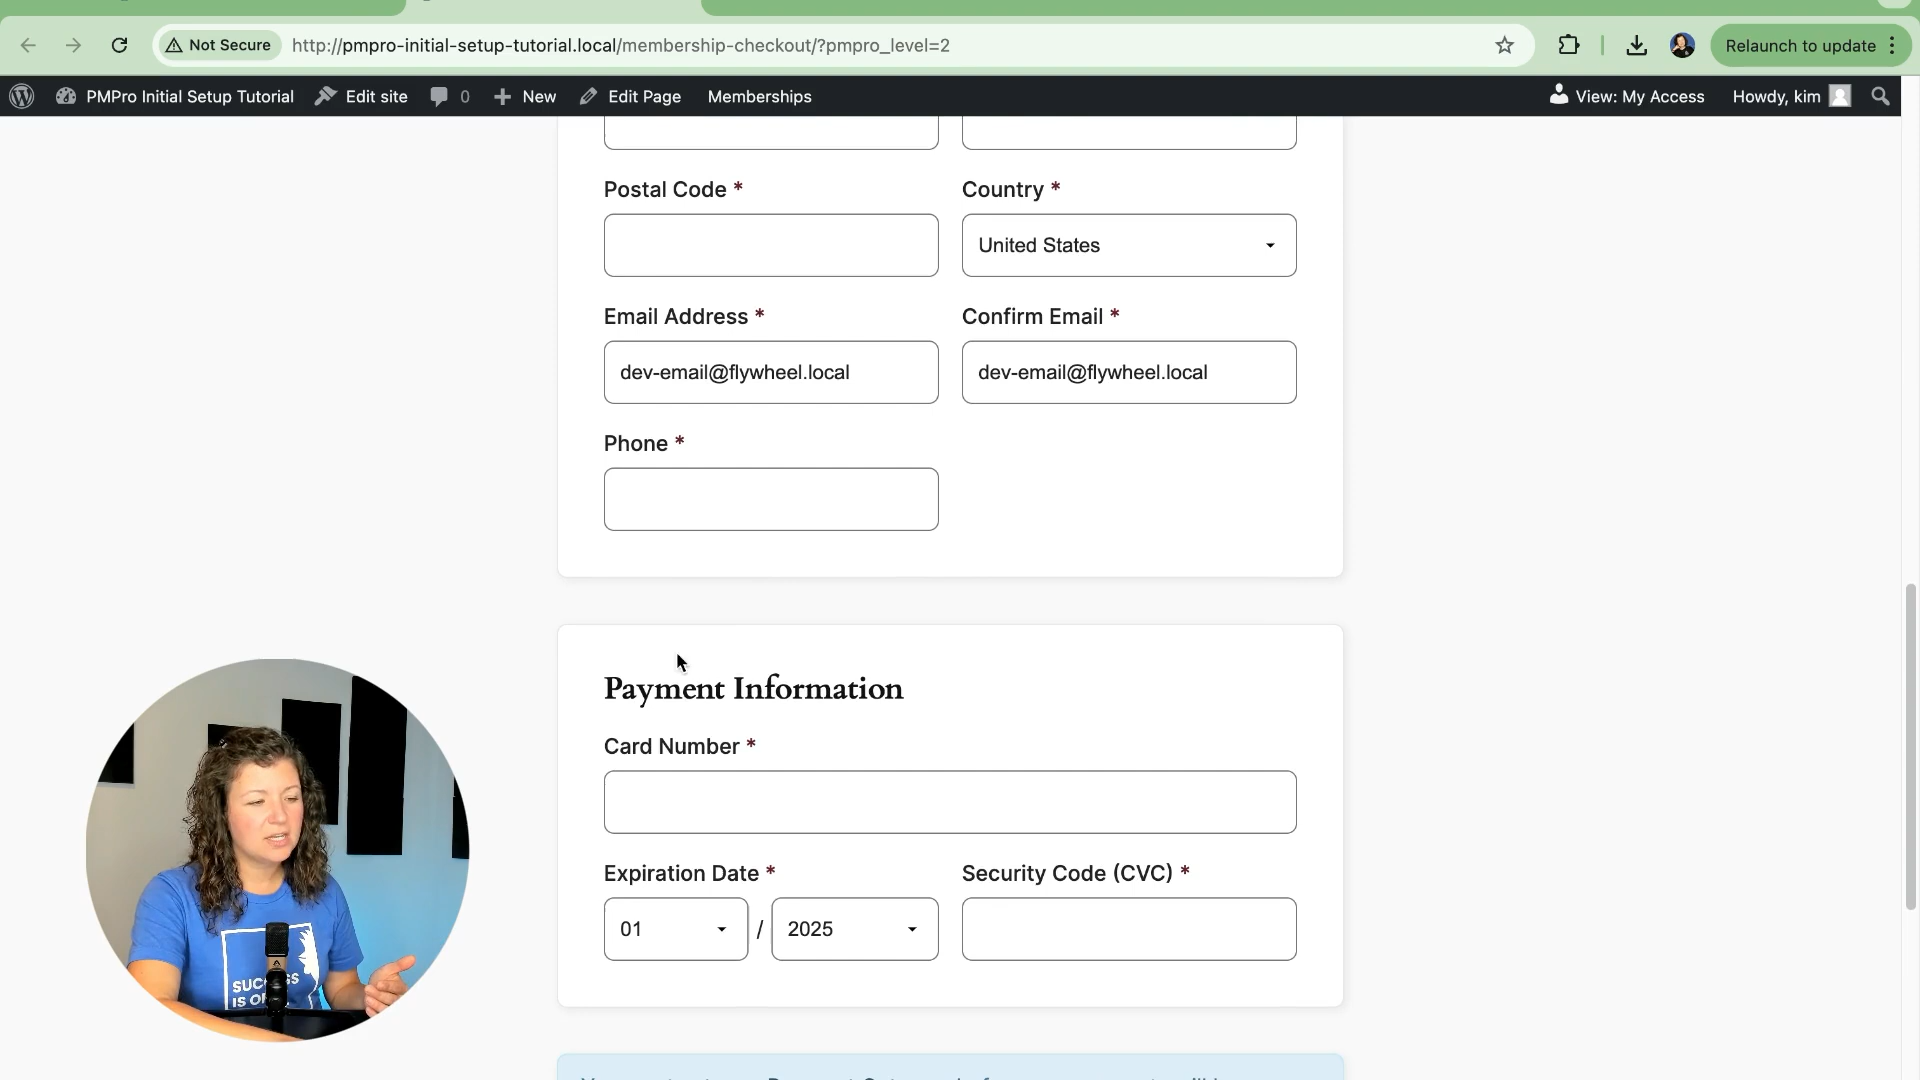 Not Secure http://pmpro-initial-setup-tutorial.local/membership-checkout/?pmpro_level=2 Relaunch to update
PMPro Initial Setup Tutorial Edit site 0 New Edit Page Memberships View: My Access Howdy, kim
Postal Code * Country *
United States
Email Address * Confirm Email *
dev-email@flywheel.local dev-email@flywheel.local
Phone *
Payment Information
Card Number *
Expiration Date * Security Code (CVC) *
01 / 2025
IS